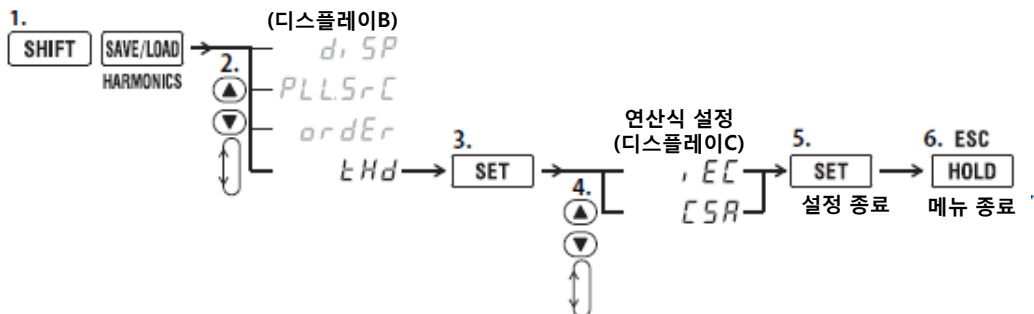 1.
SHIFT SAVE/LOAD
HARMONICS
2.
(디스플레이B)
di SP
PLL.SrC
ordEr
tHd
3.
SET
4.
연산식 설정
(디스플레이C)
iEC
CSA
5.
SET
설정 종료
6. ESC
HOLD
메뉴 종료